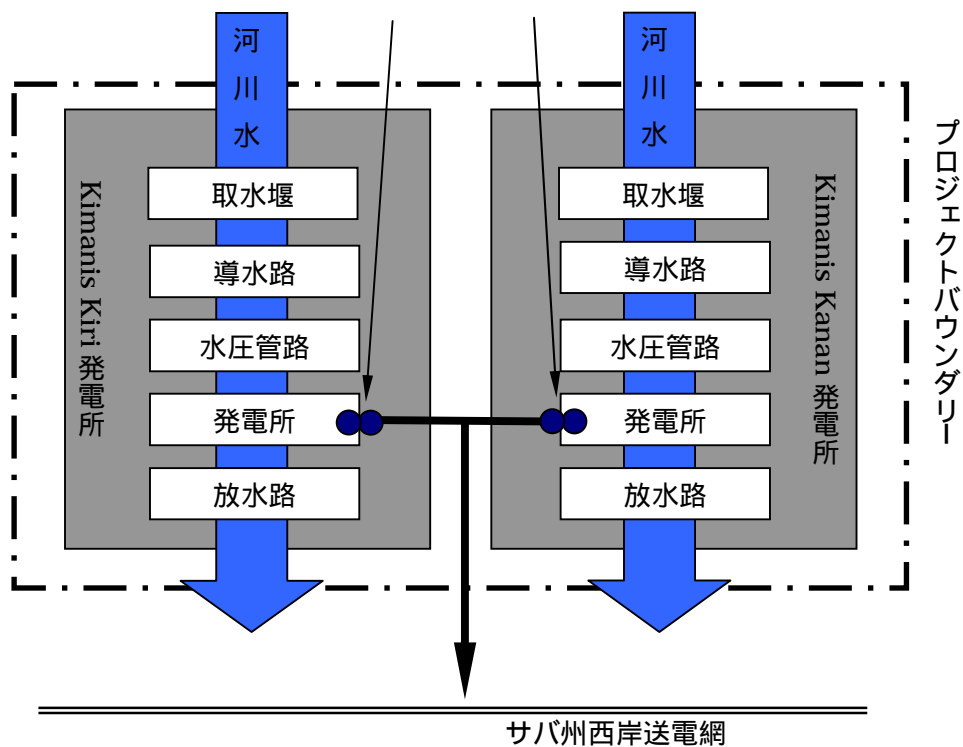 河川水
河川水
Kimanis Kiri 発電所
取水堰
導水路
水圧管路
発電所
放水路
取水堰
導水路
水圧管路
発電所
放水路
Kimanis Kanan 発電所
プロジェクトバウンダリー
サバ州西岸送電網